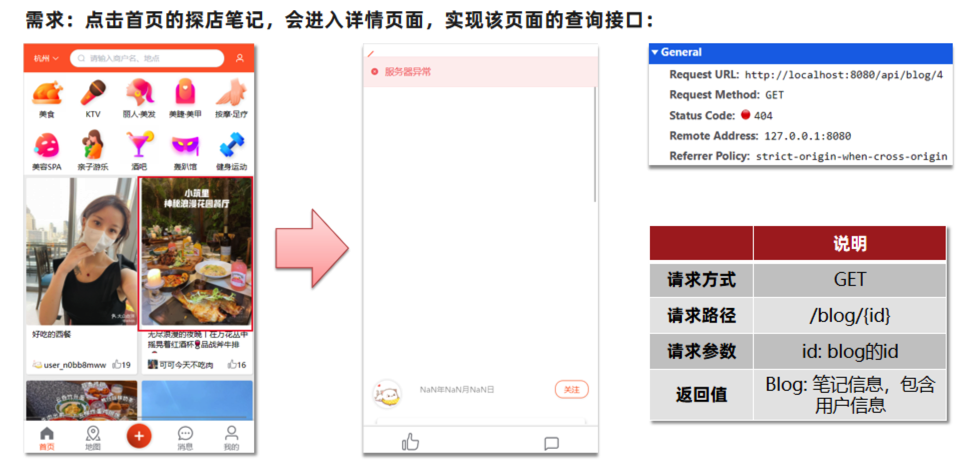 需求：点击首页的探店笔记，会进入详情页面，实现该页面的查询接口：
杭州
请输入商户名、地点
美食
KTV
丽人·美发
美睫·美甲
按摩·足疗
美容SPA
亲子游乐
酒吧
轰趴馆
健身运动
小蔬里
神秘浪漫花园餐厅
好吃的西餐
无尽浪漫的夜晚丨在万花丛中
摇晃着红酒杯🍷品战斧牛排
user_n0bb8mww
19
可可今天不吃肉
16
首页
地图
消息
我的
服务器异常
NaN年NaN月NaN日
关注
General
Request URL: http://localhost:8080/api/blog/4
Request Method: GET
Status Code: 404
Remote Address: 127.0.0.1:8080
Referrer Policy: strict-origin-when-cross-origin
说明
请求方式
GET
请求路径
/blog/{id}
请求参数
id: blog的id
返回值
Blog: 笔记信息，包含
用户信息